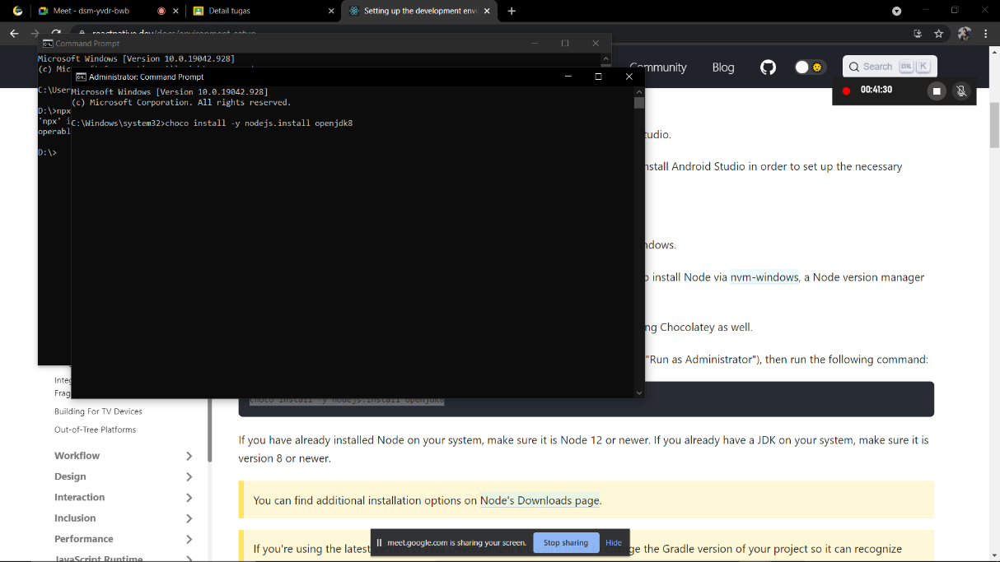 Meet - dsm-yvdr-bwb
Detail tugas
Setting up the development envi
reactnative.dev/docs/environment-setup
Command Prompt
Microsoft Windows [Version 10.0.19042.928]
(c) Mic
C:\User
D:\>npx
'npx' i
operabl
D:\>
Administrator: Command Prompt
Microsoft Windows [Version 10.0.19042.928]
(c) Microsoft Corporation. All rights reserved.
C:\Windows\system32>choco install -y nodejs.install openjdk8
Community
Blog
Search
CTRL
K
00:41:30
tudio.
nstall Android Studio in order to set up the necessary
ndows.
o install Node via nvm-windows, a Node version manager
ng Chocolatey as well.
"Run as Administrator"), then run the following command:
choco install -y nodejs.install openjdk8
If you have already installed Node on your system, make sure it is Node 12 or newer. If you already have a JDK on your system, make sure it is
version 8 or newer.
You can find additional installation options on Node's Downloads page.
If you're using the latest
ge the Gradle version of your project so it can recognize
Integ
Frag
Building For TV Devices
Out-of-Tree Platforms
Workflow
Design
Interaction
Inclusion
Performance
JavaScript Runtime
meet.google.com is sharing your screen.
Stop sharing
Hide